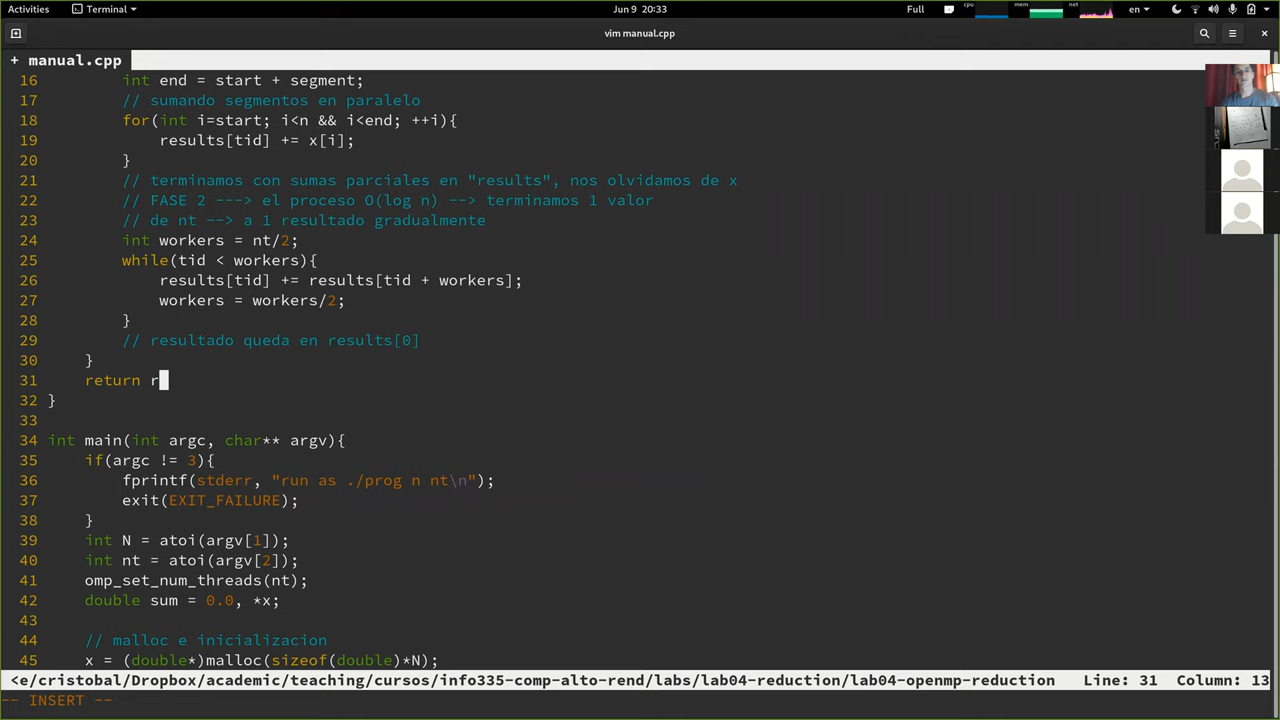 Activities Terminal Jun 9 20:33 Full cpu mem net en
vim manual.cpp
+ manual.cpp
16 int end = start + segment;
17 // sumando segmentos en paralelo
18 for(int i=start; i<n && i<end; ++i){
19 results[tid] += x[i];
20 }
21 // terminamos con sumas parciales en "results", nos olvidamos de x
22 // FASE 2 ---> el proceso O(log n) --> terminamos 1 valor
23 // de nt --> a 1 resultado gradualmente
24 int workers = nt/2;
25 while(tid < workers){
26 results[tid] += results[tid + workers];
27 workers = workers/2;
28 }
29 // resultado queda en results[0]
30 }
31 return r
32 }
33
34 int main(int argc, char** argv){
35 if(argc != 3){
36 fprintf(stderr, "run as ./prog n nt\n");
37 exit(EXIT_FAILURE);
38 }
39 int N = atoi(argv[1]);
40 int nt = atoi(argv[2]);
41 omp_set_num_threads(nt);
42 double sum = 0.0, *x;
43
44 // malloc e inicializacion
45 x = (double*)malloc(sizeof(double)*N);
<e/cristobal/Dropbox/academic/teaching/cursos/info335-comp-alto-rend/labs/lab04-reduction/lab04-openmp-reduction Line: 31 Column: 13
-- INSERT --